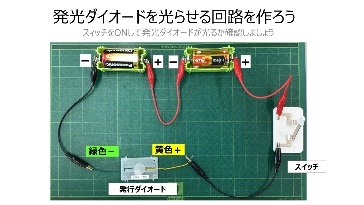 発光ダイオードを光らせる回路を作ろう
スィッチをONして発光ダイオードが光るか確認しましょう
− Panasonic + − +
緑色− 黄色+
スイッチ
発行ダイオード